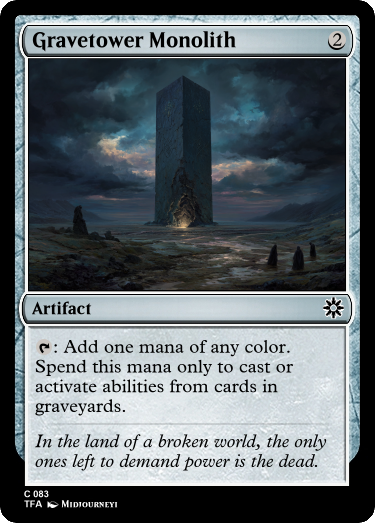 Gravetower Monolith 2
Artifact
: Add one mana of any color.
Spend this mana only to cast or
activate abilities from cards in
graveyards.
In the land of a broken world, the only
ones left to demand power is the dead.
C 083
TFA Midjourneyi